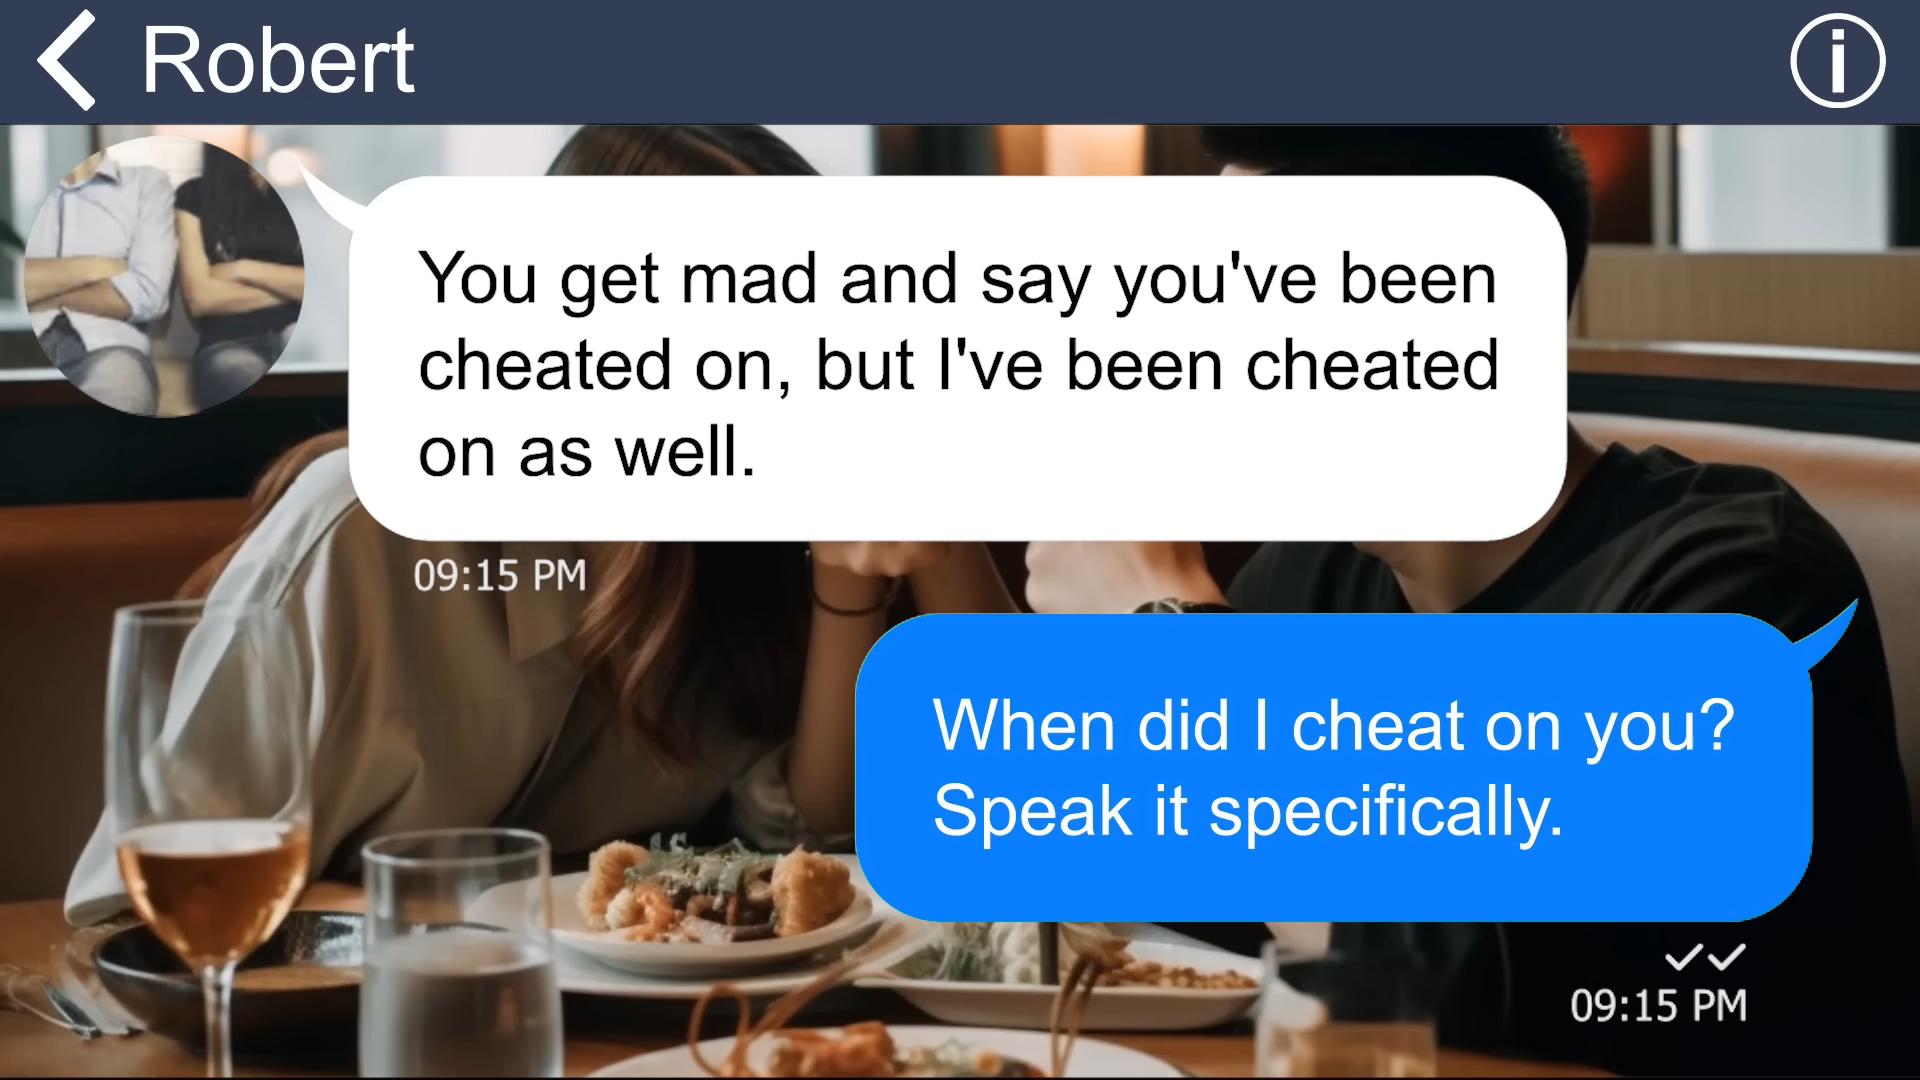 Robert
You get mad and say you've been
cheated on, but I've been cheated
on as well.
09:15 PM
When did I cheat on you?
Speak it specifically.
09:15 PM